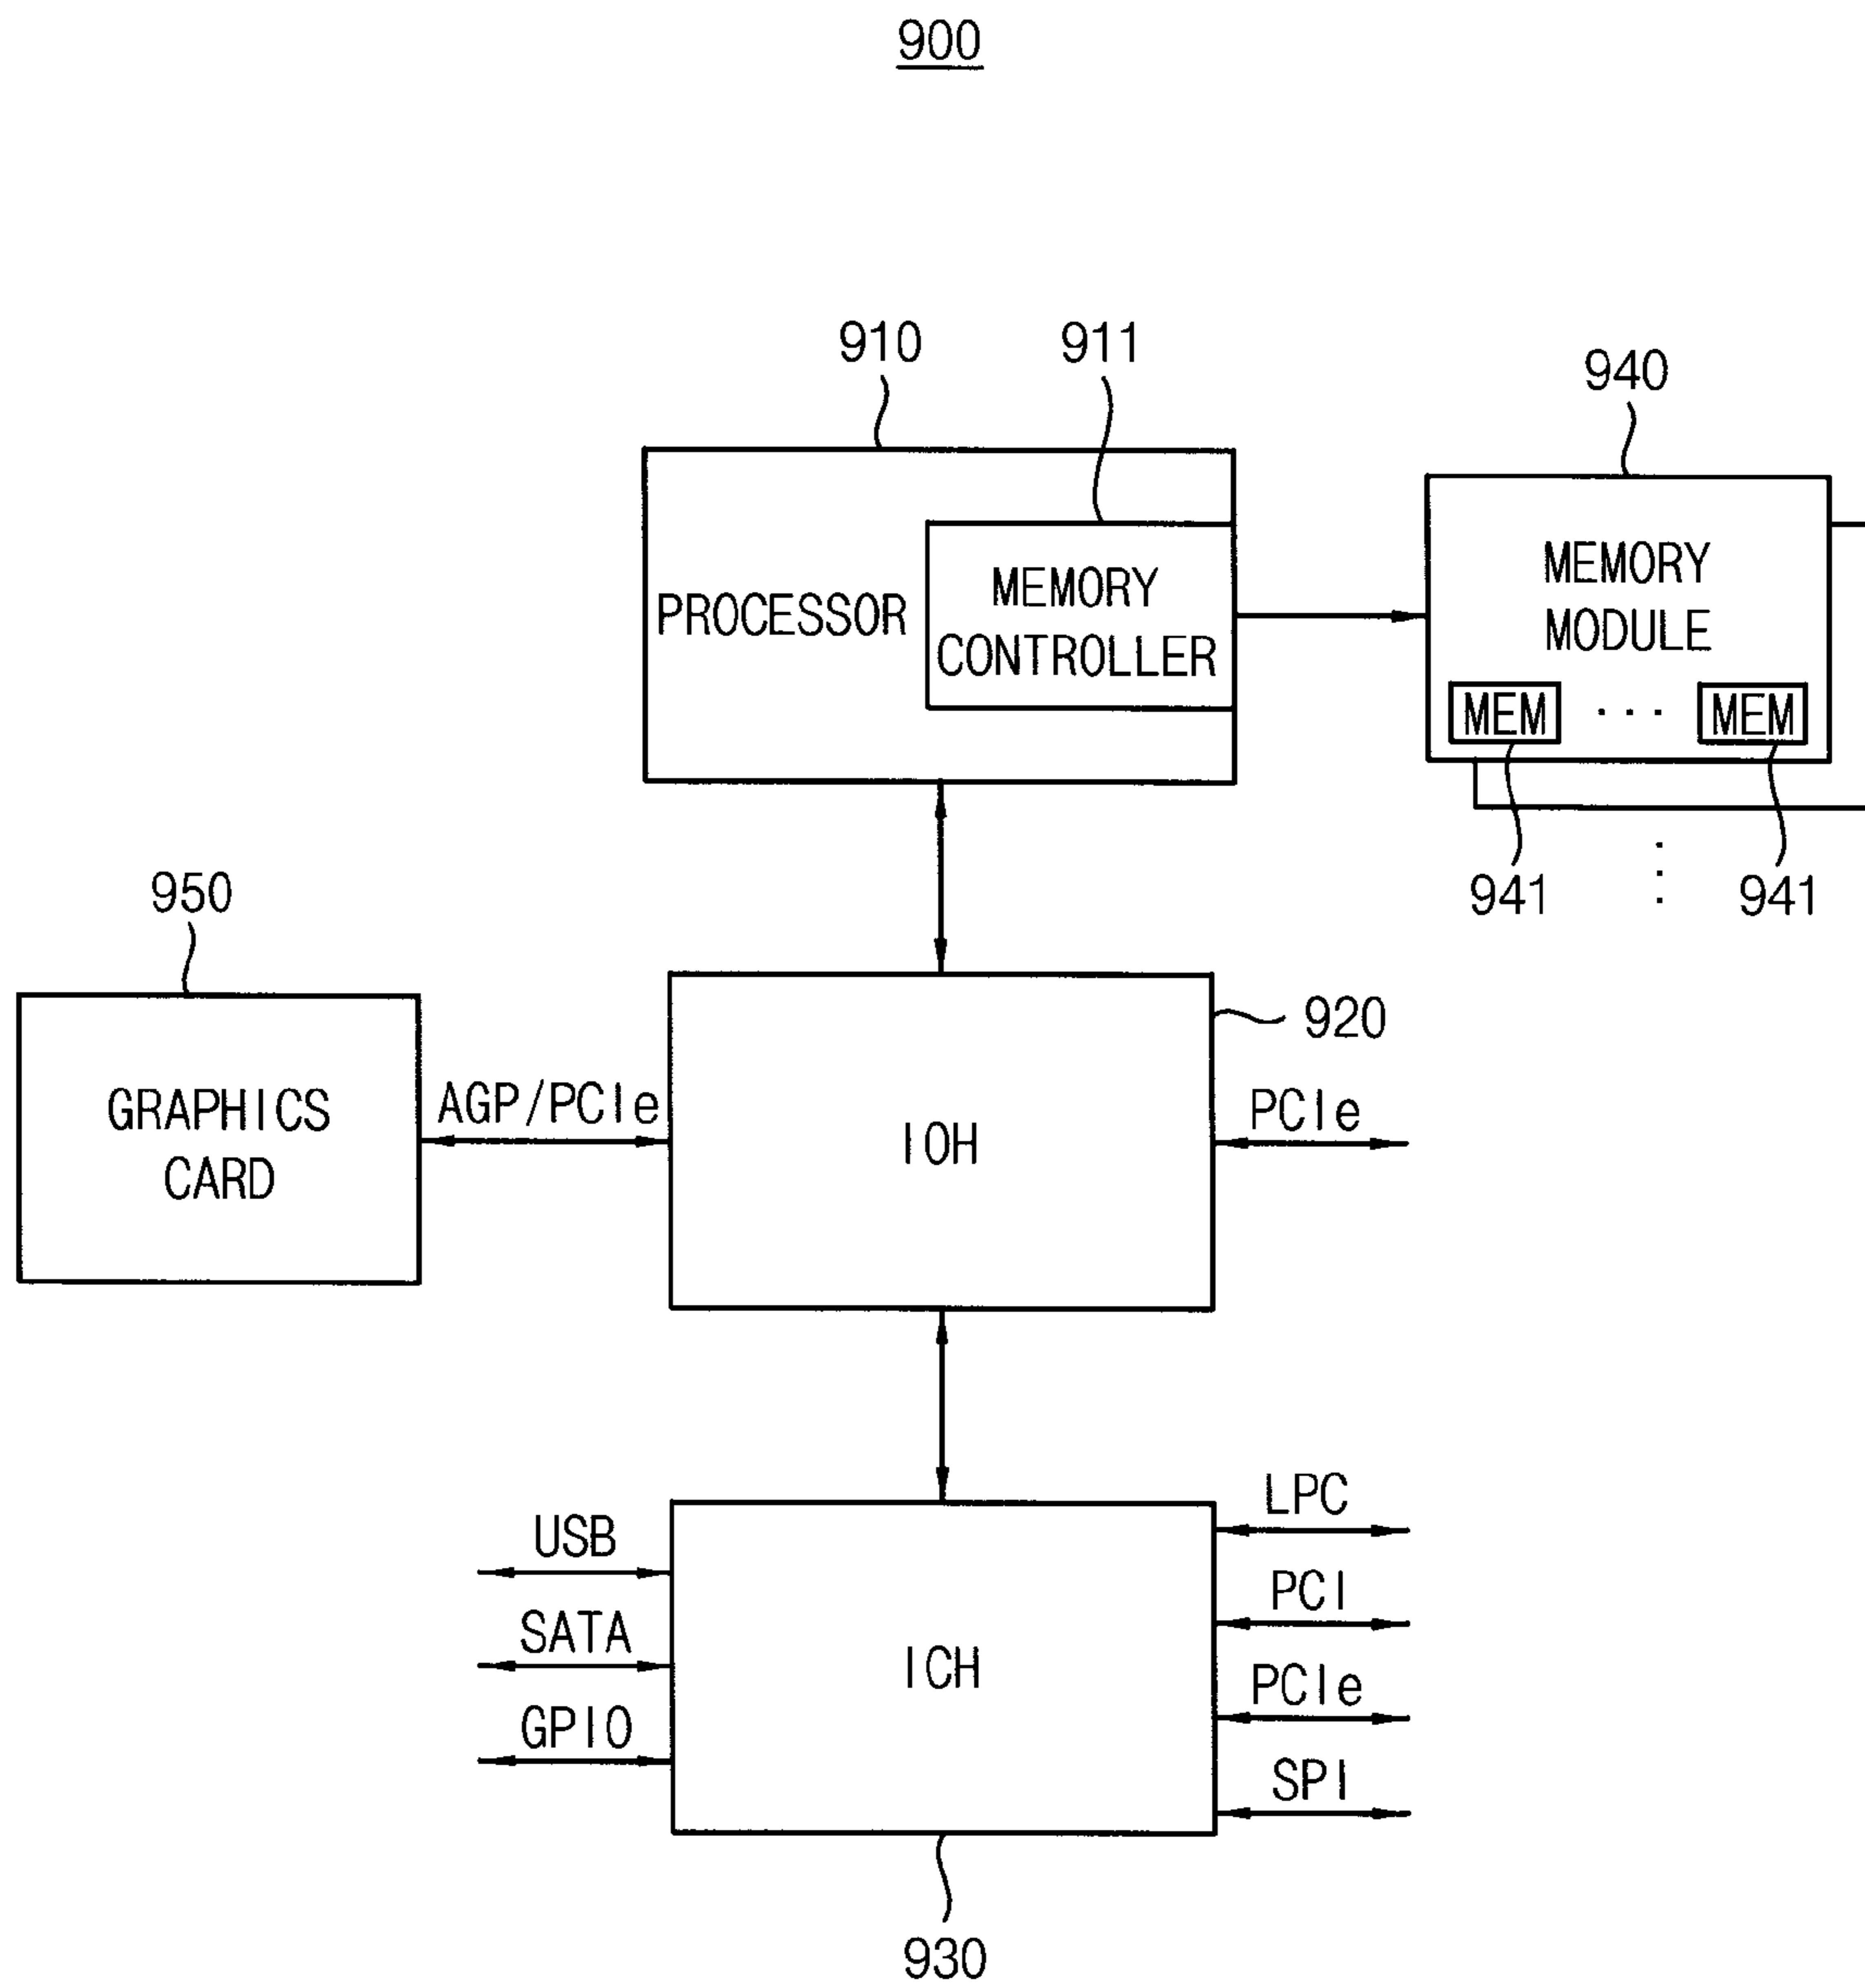 900
910
911
940
PROCESSOR
MEMORY
CONTROLLER
MEMORY
MODULE
MEM
...
MEM
941
941
950
920
GRAPHICS
CARD
AGP/PCIe
IOH
PCIe
USB
SATA
GPIO
ICH
LPC
PCI
PCIe
SPI
930